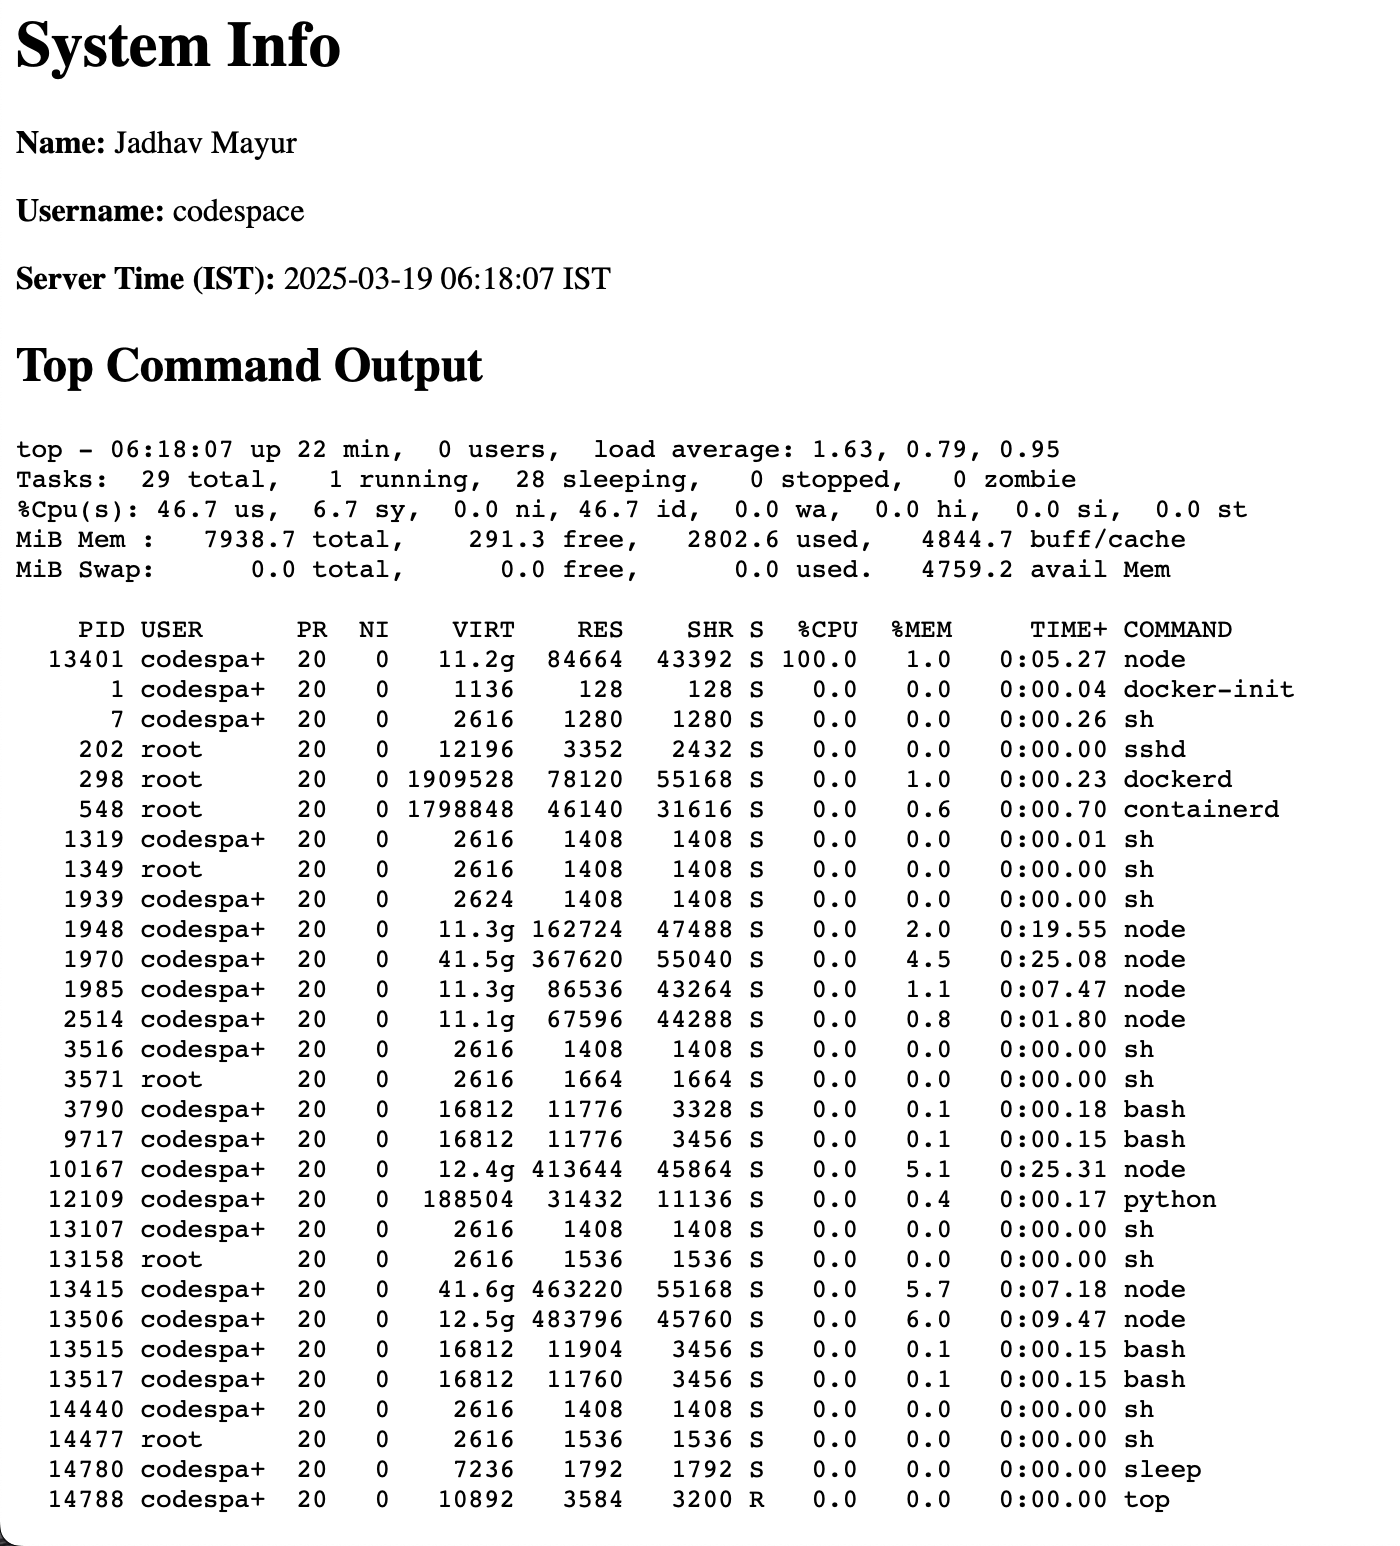 System Info
Name: Jadhav Mayur
Username: codespace
Server Time (IST): 2025-03-19 06:18:07 IST
Top Command Output
top - 06:18:07 up 22 min,  0 users,  load average: 1.63, 0.79, 0.95
Tasks:  29 total,   1 running,  28 sleeping,   0 stopped,   0 zombie
%Cpu(s): 46.7 us,  6.7 sy,  0.0 ni, 46.7 id,  0.0 wa,  0.0 hi,  0.0 si,  0.0 st
MiB Mem :   7938.7 total,    291.3 free,   2802.6 used,   4844.7 buff/cache
MiB Swap:      0.0 total,      0.0 free,      0.0 used.   4759.2 avail Mem
    PID USER      PR  NI    VIRT    RES    SHR S  %CPU  %MEM     TIME+ COMMAND
  13401 codespa+  20   0   11.2g  84664  43392 S 100.0   1.0   0:05.27 node
      1 codespa+  20   0    1136    128    128 S   0.0   0.0   0:00.04 docker-init
      7 codespa+  20   0    2616   1280   1280 S   0.0   0.0   0:00.26 sh
    202 root      20   0   12196   3352   2432 S   0.0   0.0   0:00.00 sshd
    298 root      20   0 1909528  78120  55168 S   0.0   1.0   0:00.23 dockerd
    548 root      20   0 1798848  46140  31616 S   0.0   0.6   0:00.70 containerd
   1319 codespa+  20   0    2616   1408   1408 S   0.0   0.0   0:00.01 sh
   1349 root      20   0    2616   1408   1408 S   0.0   0.0   0:00.00 sh
   1939 codespa+  20   0    2624   1408   1408 S   0.0   0.0   0:00.00 sh
   1948 codespa+  20   0   11.3g 162724  47488 S   0.0   2.0   0:19.55 node
   1970 codespa+  20   0   41.5g 367620  55040 S   0.0   4.5   0:25.08 node
   1985 codespa+  20   0   11.3g  86536  43264 S   0.0   1.1   0:07.47 node
   2514 codespa+  20   0   11.1g  67596  44288 S   0.0   0.8   0:01.80 node
   3516 codespa+  20   0    2616   1408   1408 S   0.0   0.0   0:00.00 sh
   3571 root      20   0    2616   1664   1664 S   0.0   0.0   0:00.00 sh
   3790 codespa+  20   0   16812  11776   3328 S   0.0   0.1   0:00.18 bash
   9717 codespa+  20   0   16812  11776   3456 S   0.0   0.1   0:00.15 bash
  10167 codespa+  20   0   12.4g 413644  45864 S   0.0   5.1   0:25.31 node
  12109 codespa+  20   0  188504  31432  11136 S   0.0   0.4   0:00.17 python
  13107 codespa+  20   0    2616   1408   1408 S   0.0   0.0   0:00.00 sh
  13158 root      20   0    2616   1536   1536 S   0.0   0.0   0:00.00 sh
  13415 codespa+  20   0   41.6g 463220  55168 S   0.0   5.7   0:07.18 node
  13506 codespa+  20   0   12.5g 483796  45760 S   0.0   6.0   0:09.47 node
  13515 codespa+  20   0   16812  11904   3456 S   0.0   0.1   0:00.15 bash
  13517 codespa+  20   0   16812  11760   3456 S   0.0   0.1   0:00.15 bash
  14440 codespa+  20   0    2616   1408   1408 S   0.0   0.0   0:00.00 sh
  14477 root      20   0    2616   1536   1536 S   0.0   0.0   0:00.00 sh
  14780 codespa+  20   0    7236   1792   1792 S   0.0   0.0   0:00.00 sleep
  14788 codespa+  20   0   10892   3584   3200 R   0.0   0.0   0:00.00 top